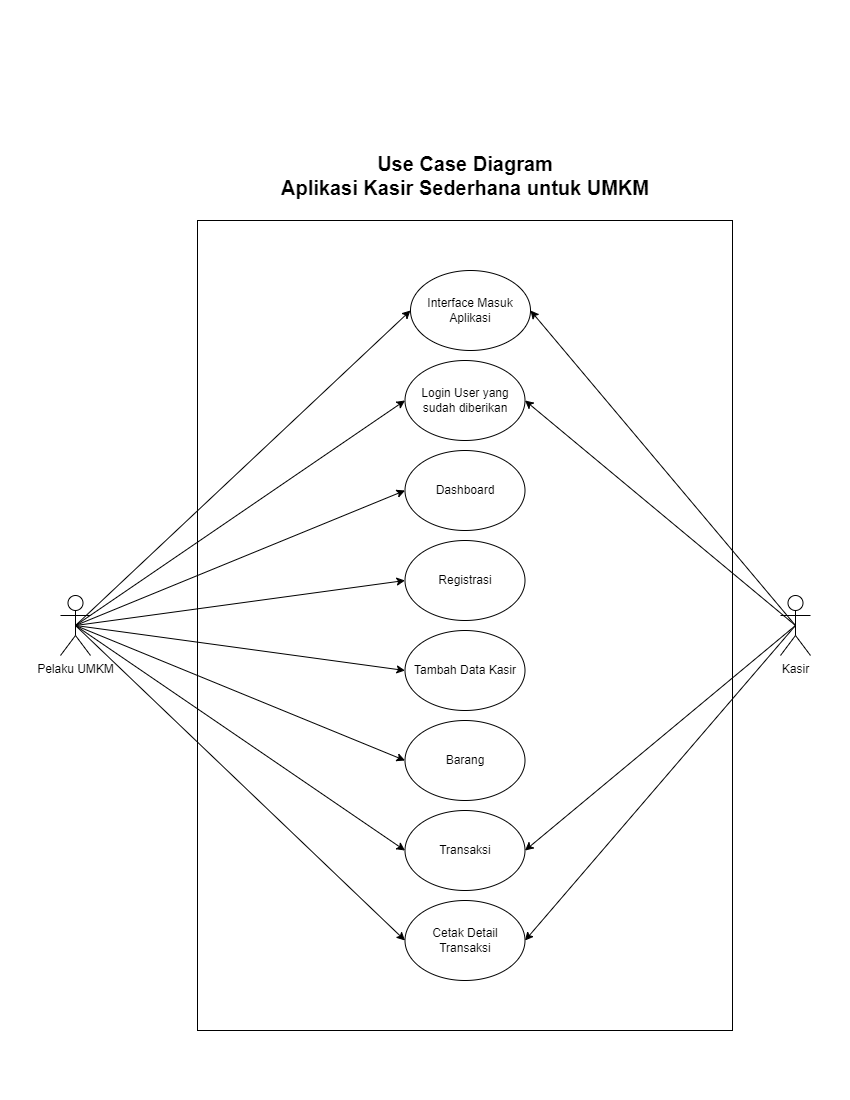 Use Case Diagram
Aplikasi Kasir Sederhana untuk UMKM
Interface Masuk
Aplikasi
Login User yang
sudah diberikan
Dashboard
Registrasi
Pelaku UMKM
Tambah Data Kasir
Kasir
Barang
Transaksi
Cetak Detail
Transaksi